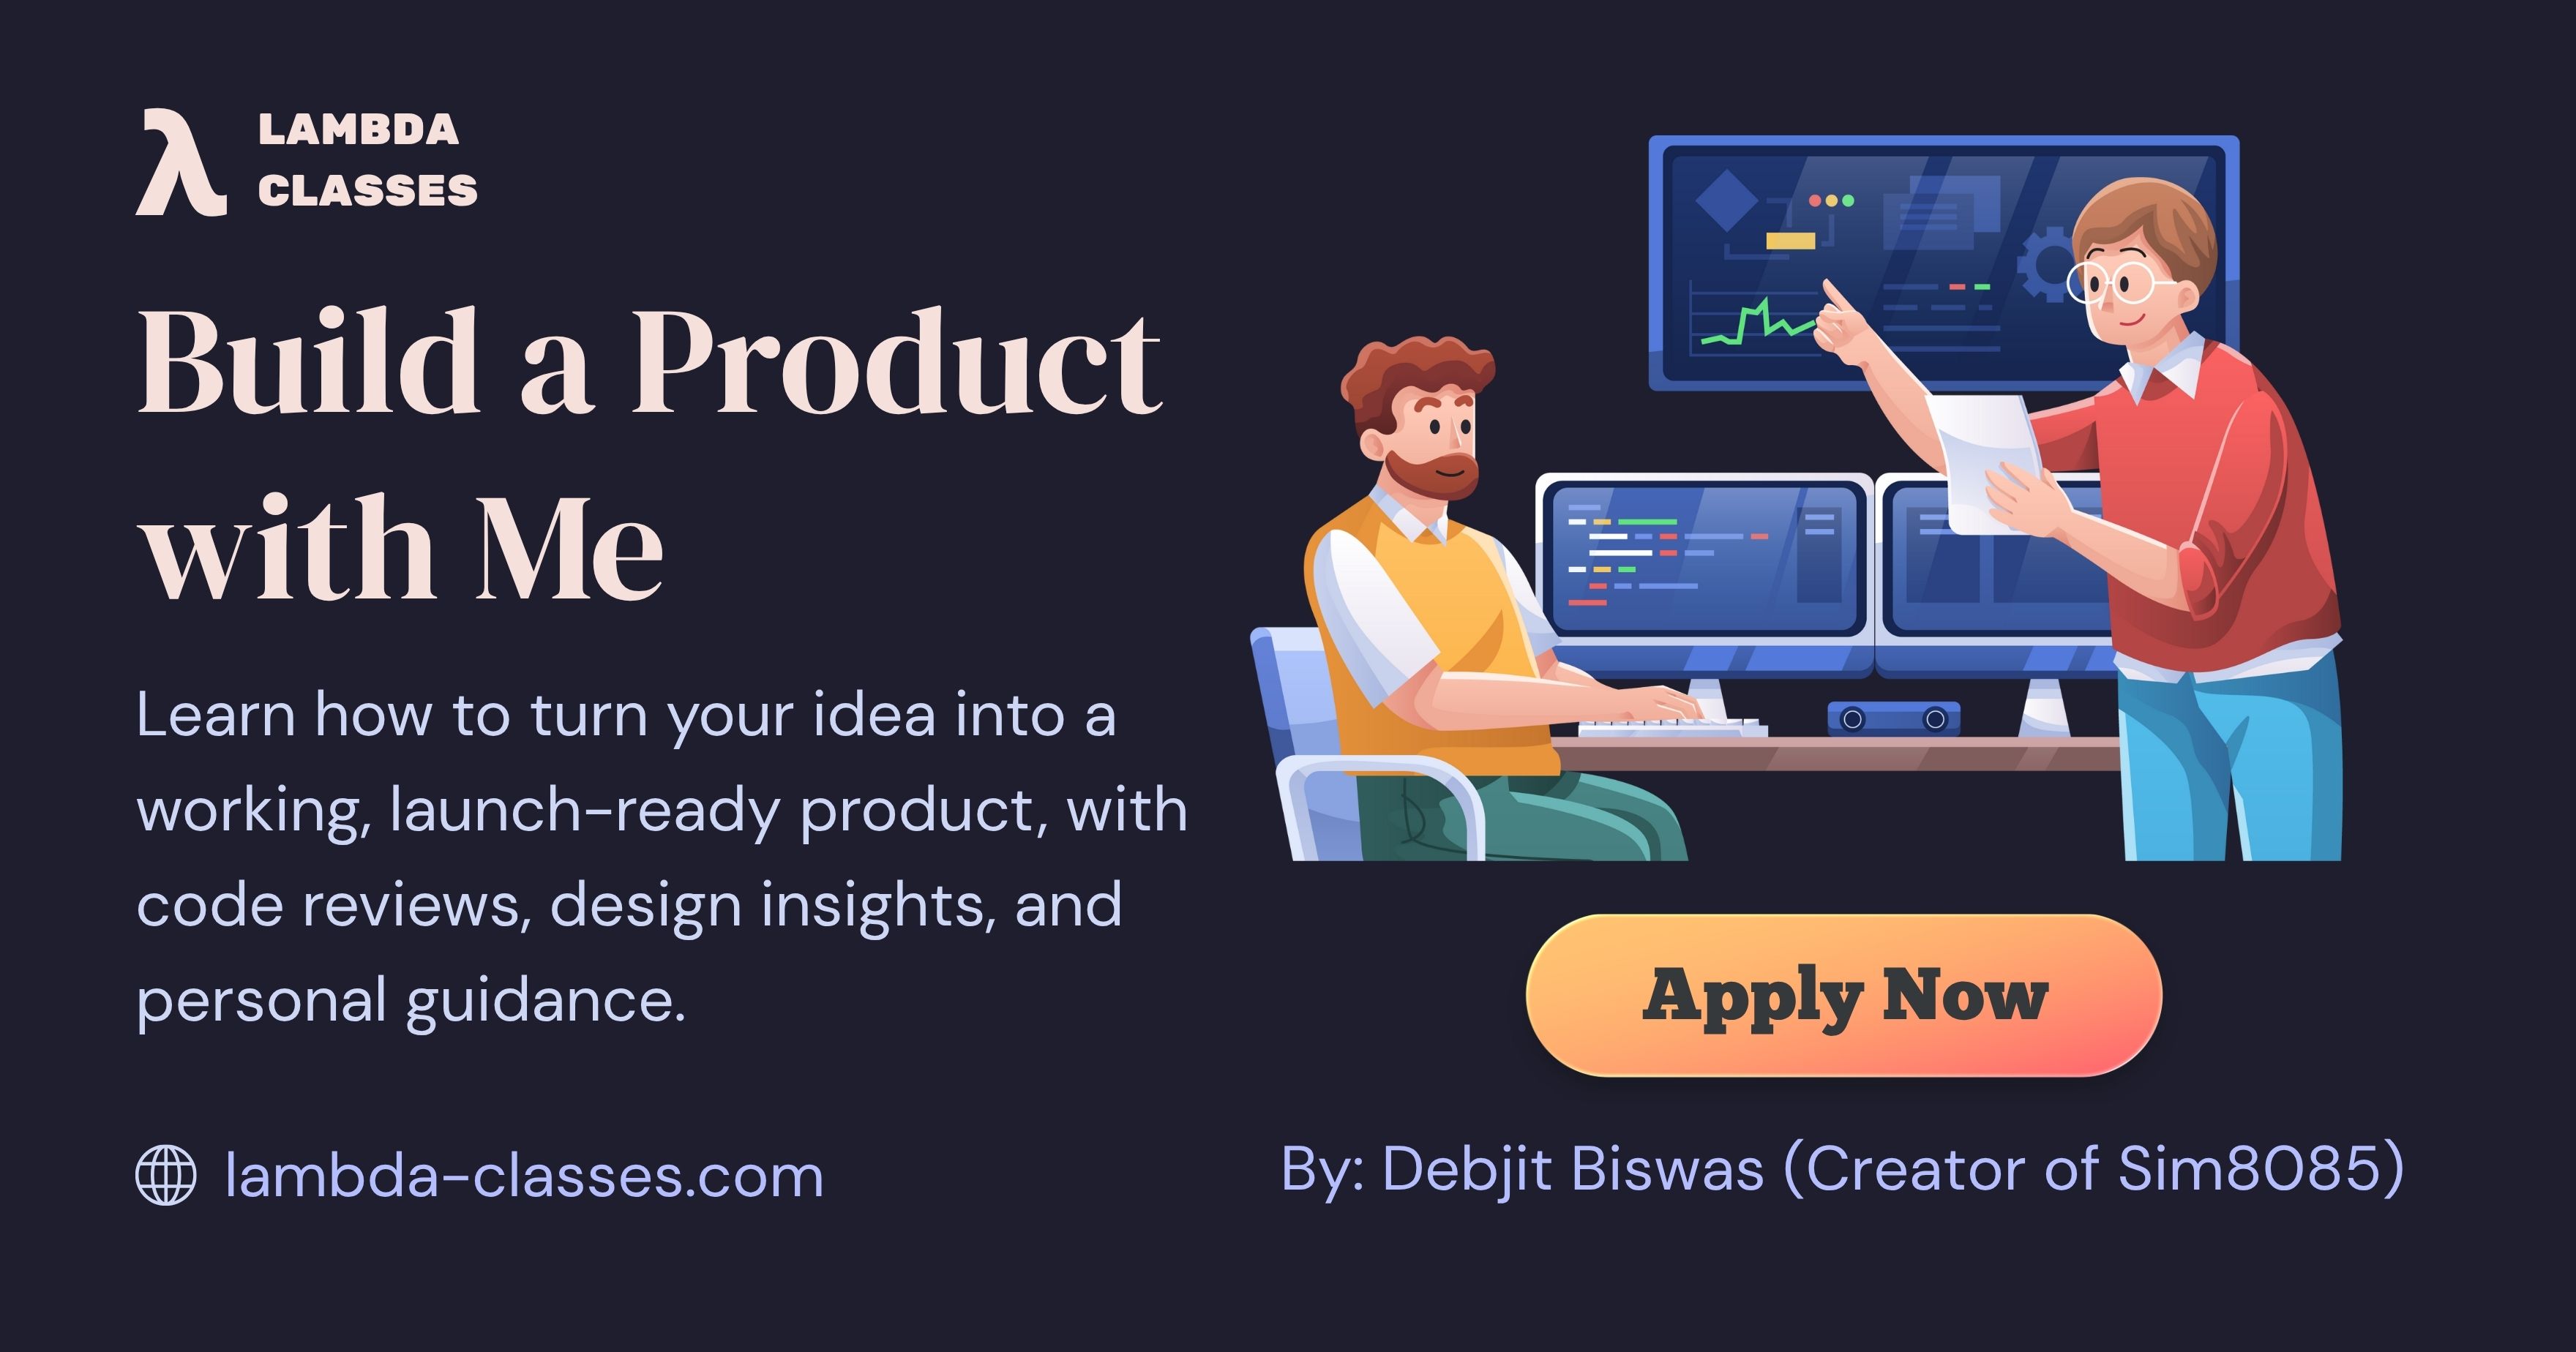 λ LAMBDA
CLASSES
Build a Product
with Me
Learn how to turn your idea into a
working, launch-ready product, with
code reviews, design insights, and
personal guidance.
lambda-classes.com
Apply Now
By: Debjit Biswas (Creator of Sim8085)